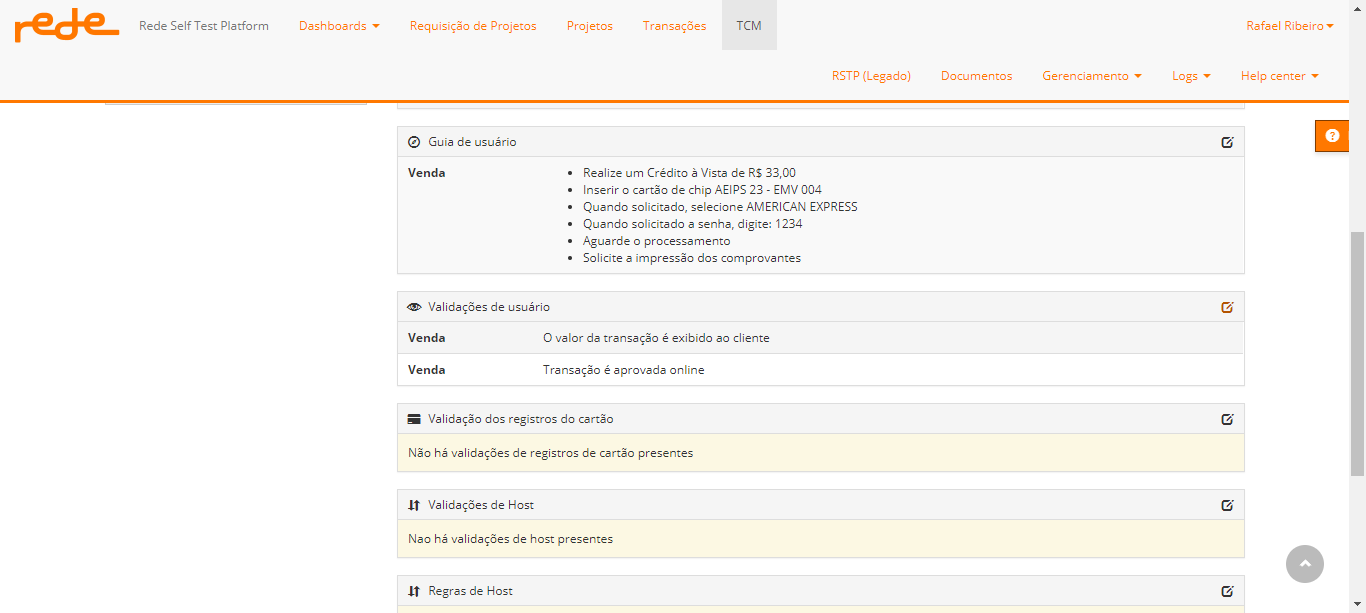 rede
Rede Self Test Platform
Dashboards
Requisição de Projetos
Projetos
Transações
TCM
Rafael Ribeiro
RSTP (Legado)
Documentos
Gerenciamento
Logs
Help center
Guia de usuário
Venda
Realize um Crédito à Vista de R$ 33,00
Inserir o cartão de chip AEIPS 23 - EMV 004
Quando solicitado, selecione AMERICAN EXPRESS
Quando solicitado a senha, digite: 1234
Aguarde o processamento
Solicite a impressão dos comprovantes
Validações de usuário
Venda O valor da transação é exibido ao cliente
Venda Transação é aprovada online
Validação dos registros do cartão
Não há validações de registros de cartão presentes
Validações de Host
Nao há validações de host presentes
Regras de Host